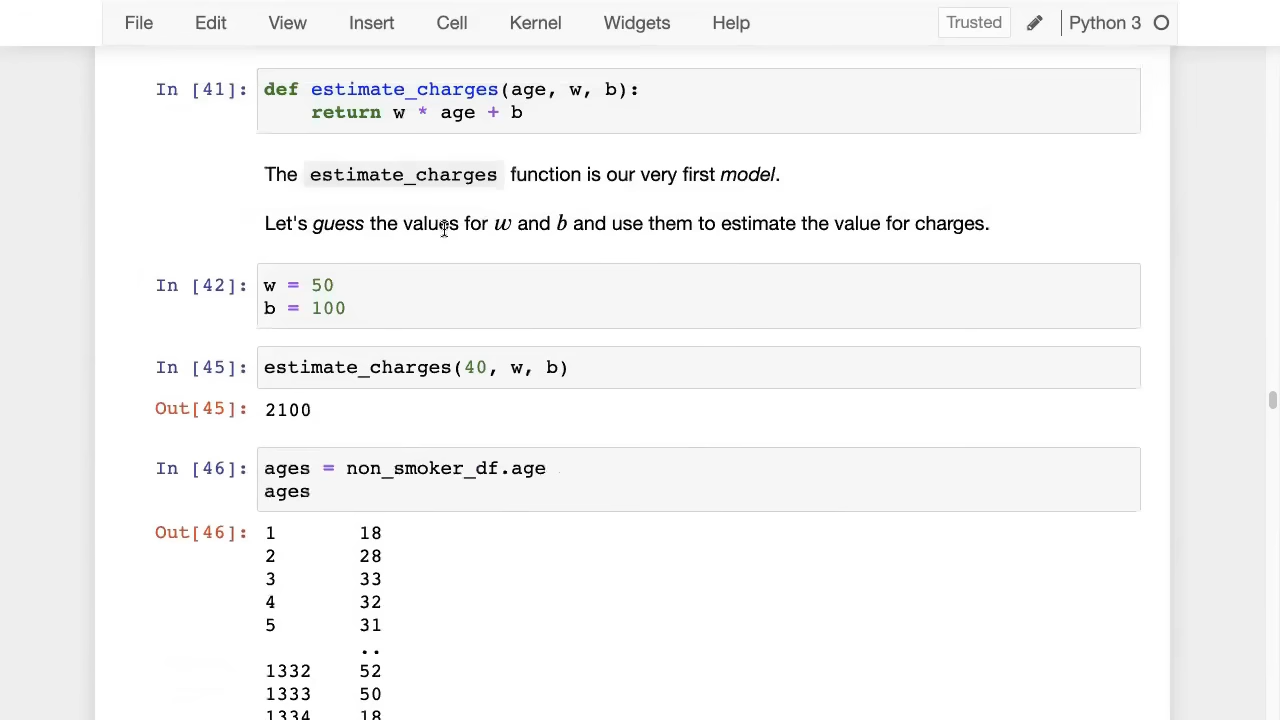 File Edit View Insert Cell Kernel Widgets Help Trusted Python 3
In [41]: def estimate_charges(age, w, b):
return w * age + b
The estimate_charges function is our very first model.
Let's guess the values for w and b and use them to estimate the value for charges.
In [42]: w = 50
b = 100
In [45]: estimate_charges(40, w, b)
Out[45]: 2100
In [46]: ages = non_smoker_df.age
ages
Out[46]: 1 18
2 28
3 33
4 32
5 31
..
1332 52
1333 50
1334 18